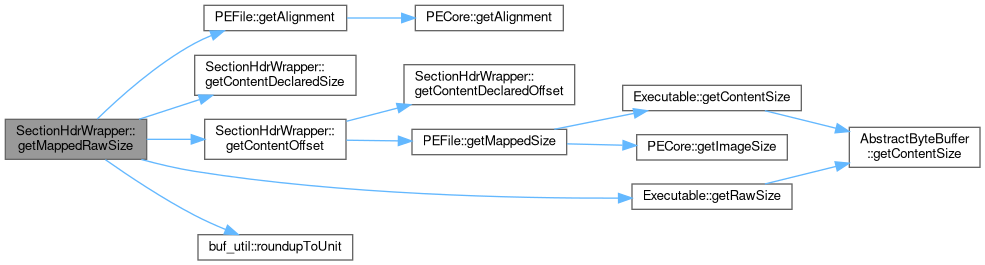 PEFile::getAlignment
PECore::getAlignment
SectionHdrWrapper::
getContentDeclaredSize
SectionHdrWrapper::
getContentDeclaredOffset
Executable::getContentSize
SectionHdrWrapper::
getMappedRawSize
SectionHdrWrapper::
getContentOffset
PEFile::getMappedSize
PECore::getImageSize
AbstractByteBuffer
::getContentSize
Executable::getRawSize
buf_util::roundupToUnit